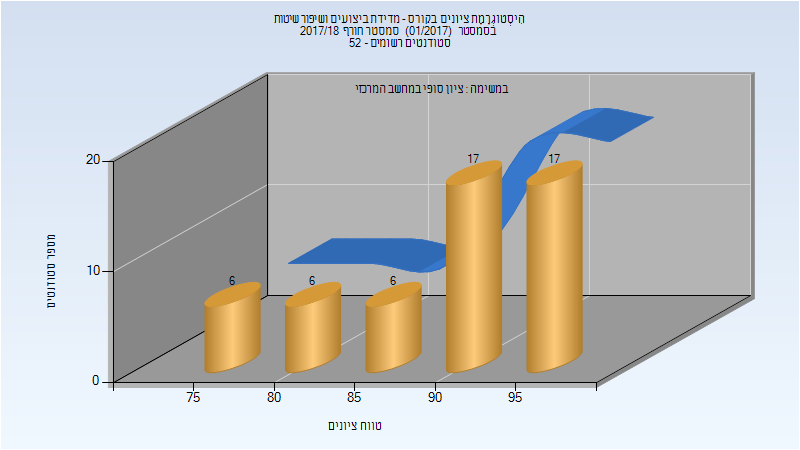 היסטוגרמת ציונים בקורס - מדידת ביצועים ושיפור שיטות
בסמסטר (01/2017) סמסטר חורף 2017/18
סטודנטים רשומים - 52
במשימה : ציון סופי במחשב המרכזי
20
10
0
מספר סטודנטים
6
6
6
17
17
75
80
85
90
95
טווח ציונים